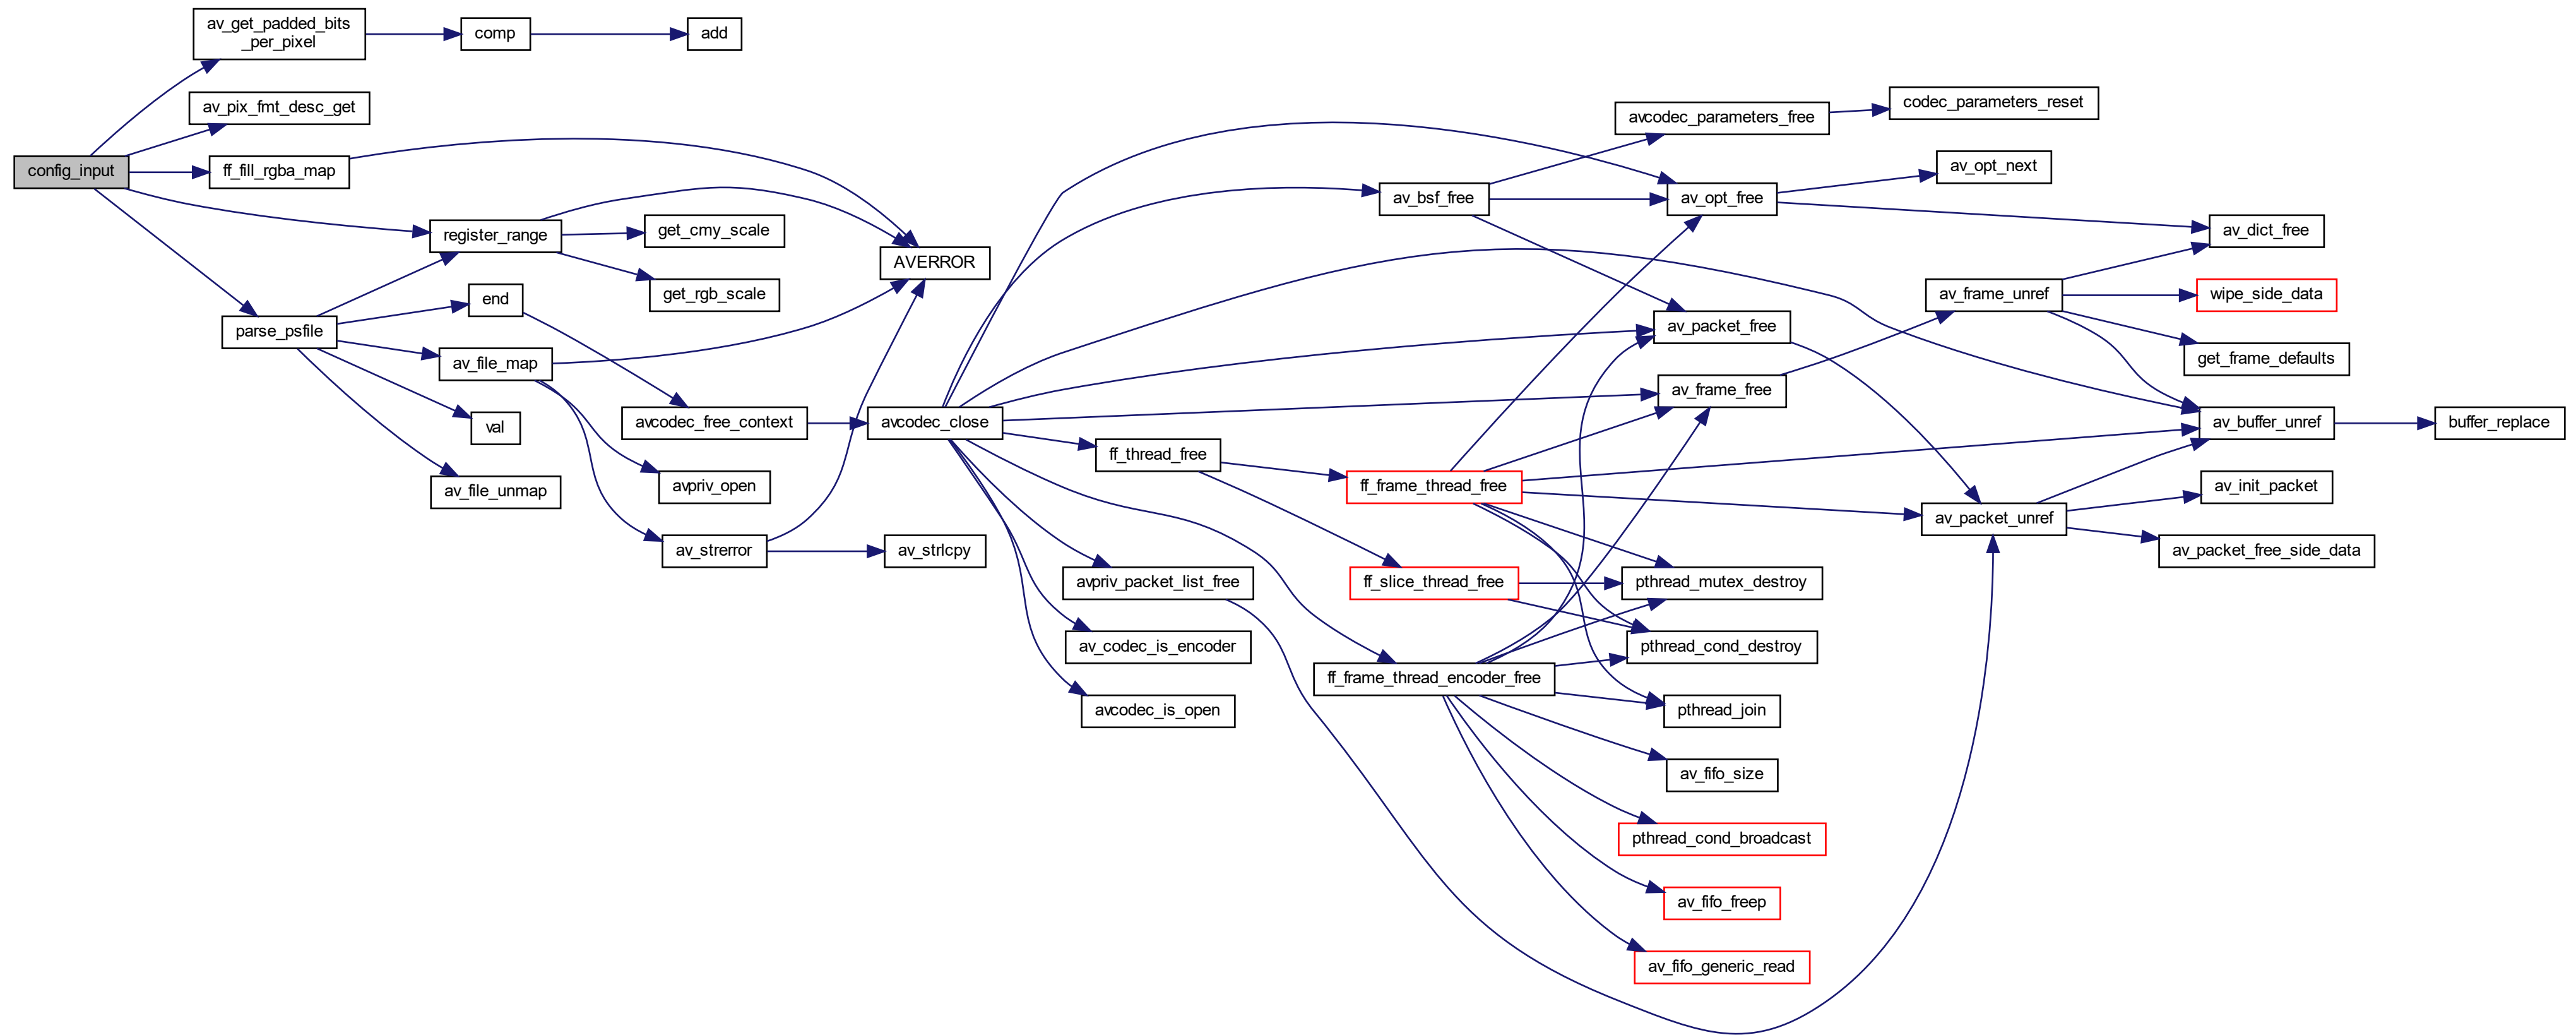 config_input
av_get_padded_bits
_per_pixel
comp
add
av_pix_fmt_desc_get
ff_fill_rgba_map
register_range
get_cmy_scale
get_rgb_scale
AVERROR
parse_psfile
end
av_file_map
val
av_file_unmap
avcodec_free_context
avpriv_open
av_strerror
av_strlcpy
avcodec_close
ff_thread_free
avpriv_packet_list_free
av_codec_is_encoder
avcodec_is_open
av_bsf_free
ff_frame_thread_free
ff_slice_thread_free
ff_frame_thread_encoder_free
avcodec_parameters_free
codec_parameters_reset
av_opt_free
av_opt_next
av_dict_free
av_packet_free
av_frame_free
av_frame_unref
wipe_side_data
get_frame_defaults
av_buffer_unref
buffer_replace
av_packet_unref
av_init_packet
av_packet_free_side_data
pthread_mutex_destroy
pthread_cond_destroy
pthread_join
av_fifo_size
pthread_cond_broadcast
av_fifo_freep
av_fifo_generic_read